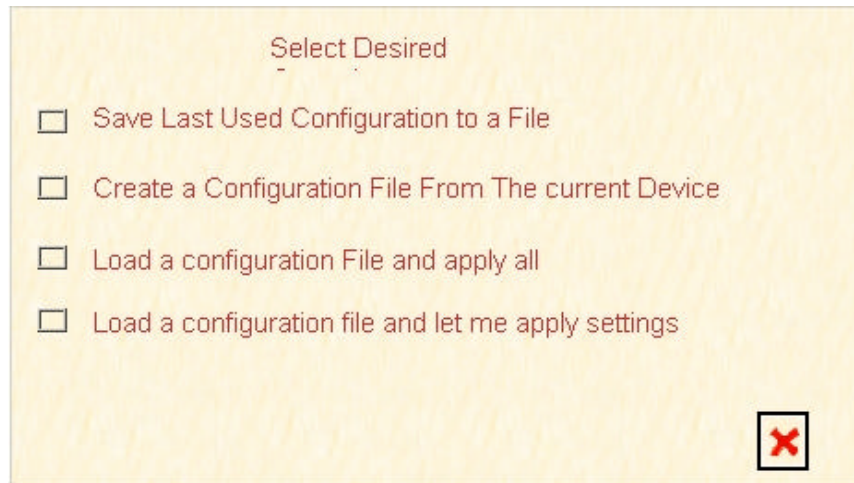 Select Desired
Save Last Used Configuration to a File
Create a Configuration File From The current Device
Load a configuration File and apply all
Load a configuration file and let me apply settings